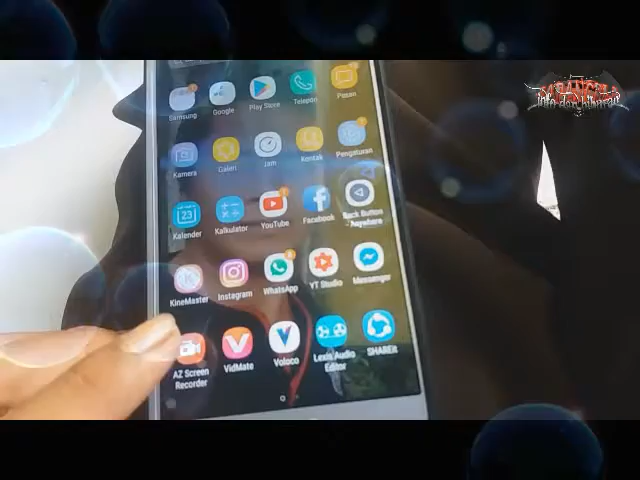 Samsung
Google
Play Store
Telepon
Pesan
Kamera
Galeri
Jam
Kontak
Pengaturan
23
Kalender
Kalkulator
YouTube
Facebook
Back Button
Anywhere
KineMaster
Instagram
WhatsApp
YT Studio
Messenger
AZ Screen
Recorder
VidMate
Voloco
Lexis Audio
Editor
SHAREit